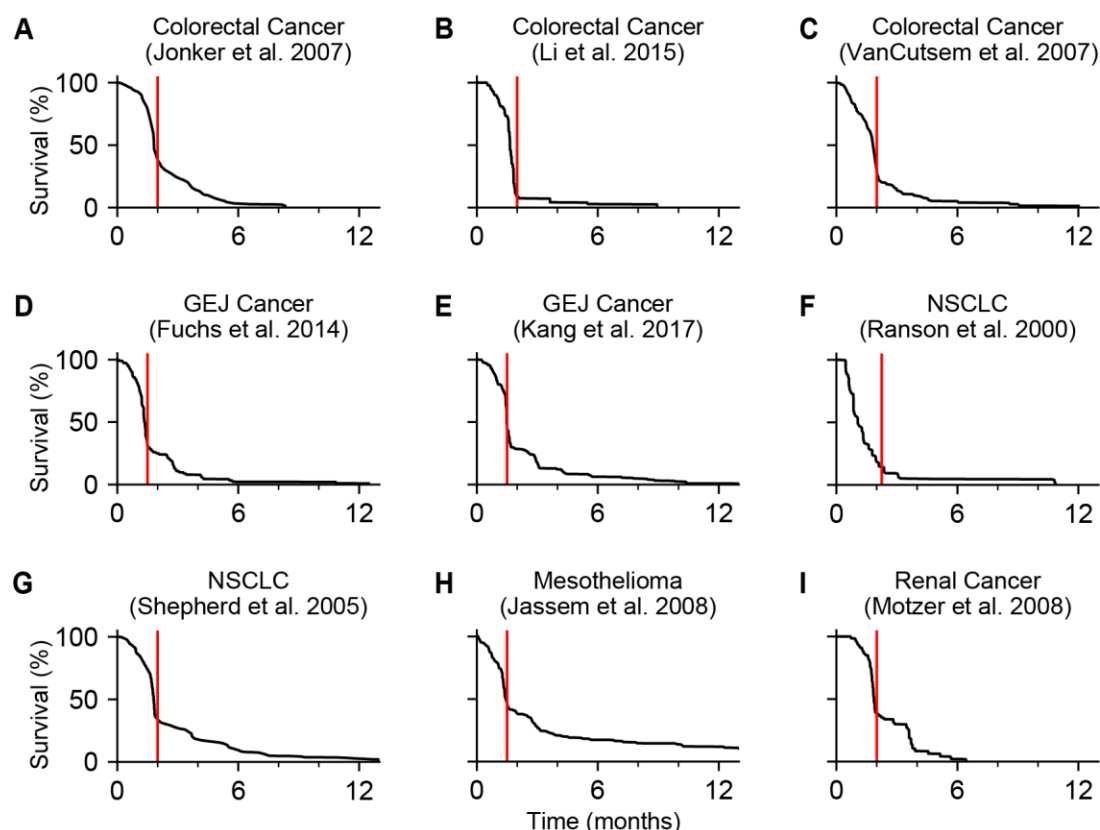 A
Colorectal Cancer
(Jonker et al. 2007)
B
Colorectal Cancer
(Li et al. 2015)
C
Colorectal Cancer
(VanCutsem et al. 2007)
Survival (%)
100
50
0
0 6 12
0 6 12
0 6 12
D
GEJ Cancer
(Fuchs et al. 2014)
E
GEJ Cancer
(Kang et al. 2017)
F
NSCLC
(Ranson et al. 2000)
Survival (%)
100
50
0
0 6 12
0 6 12
0 6 12
G
NSCLC
(Shepherd et al. 2005)
H
Mesothelioma
(Jassem et al. 2008)
I
Renal Cancer
(Motzer et al. 2008)
Survival (%)
100
50
0
0 6 12
0 6 12
0 6 12
Time (months)